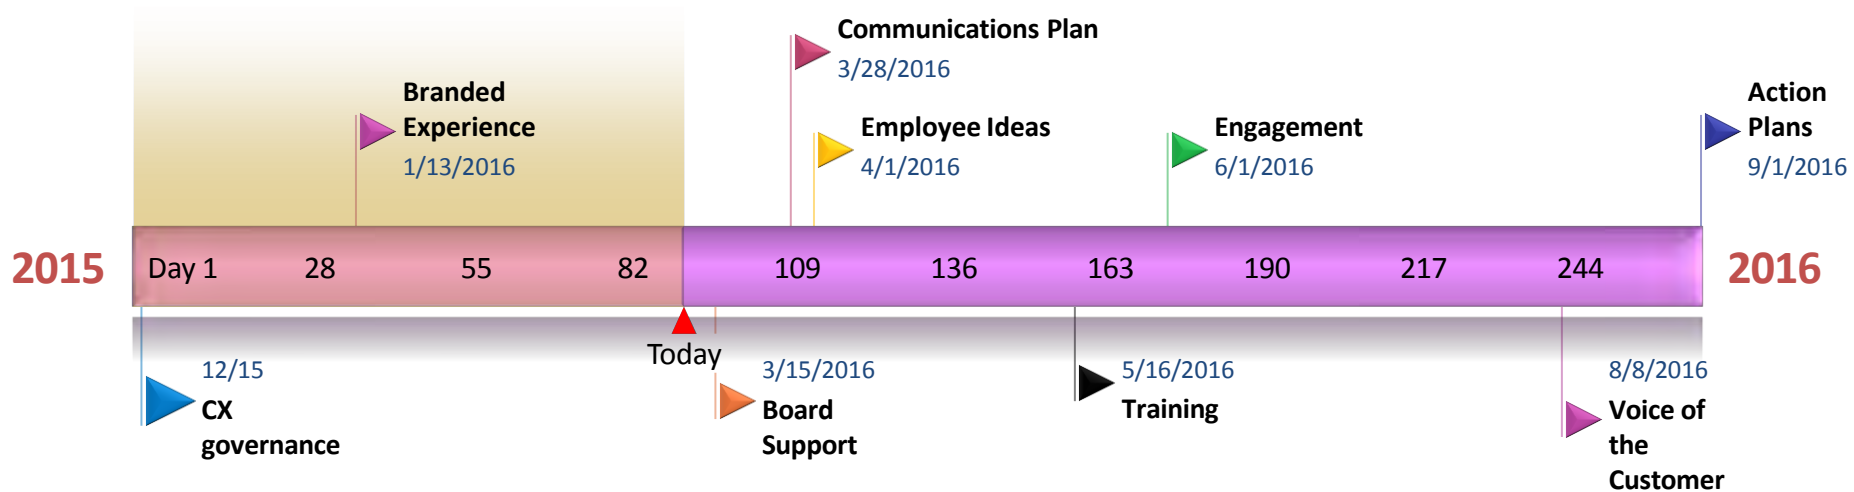 Communications Plan
3/28/2016
Branded
Experience
1/13/2016
Employee Ideas
4/1/2016
Engagement
6/1/2016
Action
Plans
9/1/2016
2015 Day 1 28 55 82 109 136 163 190 217 244 2016
Today
12/15
CX
governance
3/15/2016
Board
Support
5/16/2016
Training
8/8/2016
Voice of
the
Customer